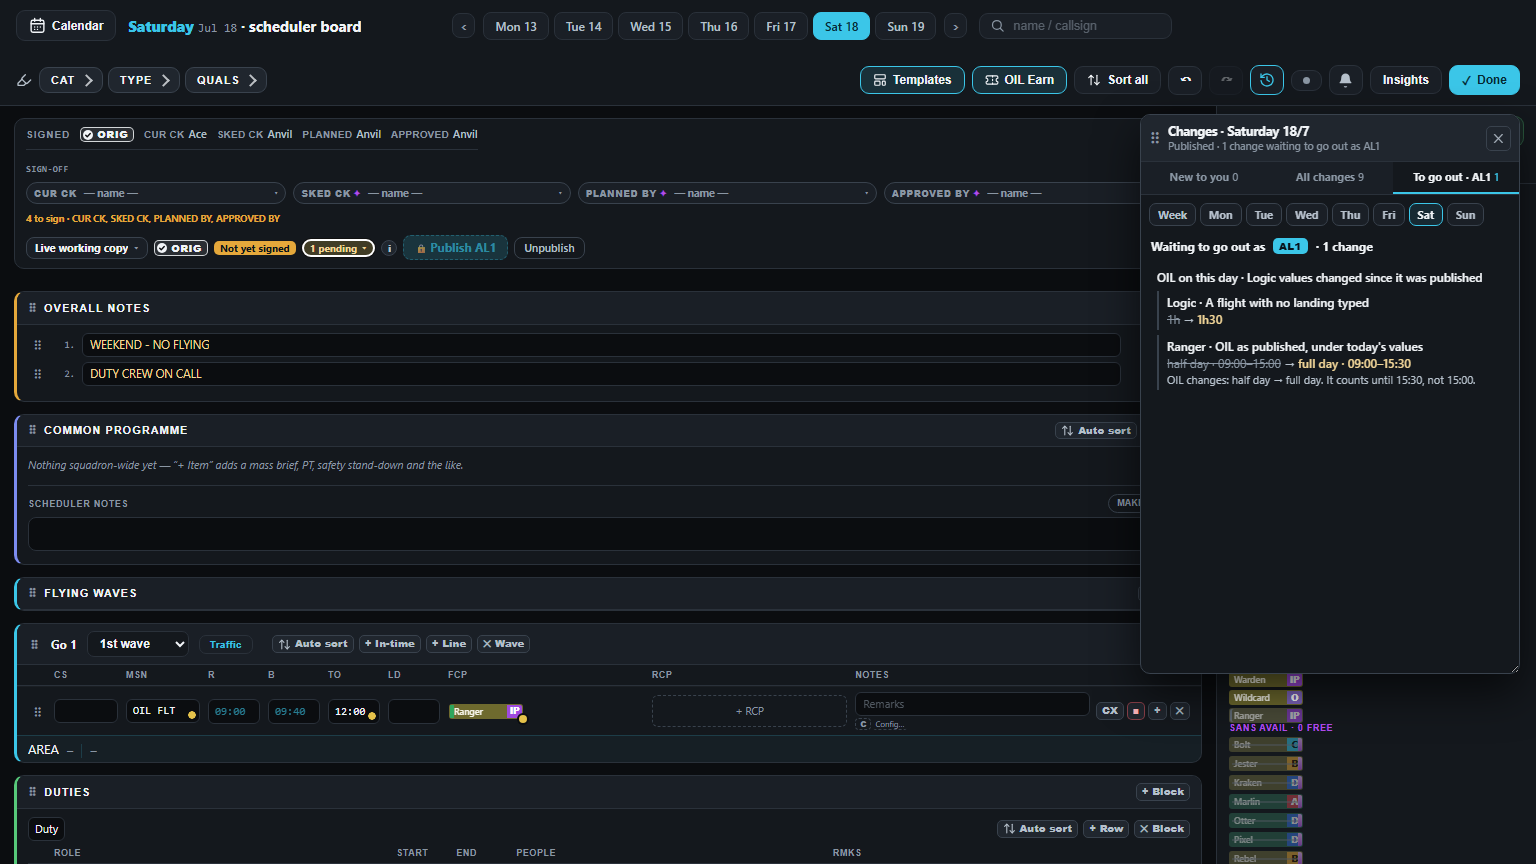 Calendar
Saturday Jul 18 · scheduler board
‹ Mon 13 Tue 14 Wed 15 Thu 16 Fri 17 Sat 18 Sun 19 ›
name / callsign
CAT TYPE QUALS
Templates OIL Earn Sort all Insights ✓ Done
SIGNED ORIG CUR CK Ace SKED CK Anvil PLANNED Anvil APPROVED Anvil
SIGN-OFF
CUR CK — name —
SKED CK — name —
PLANNED BY — name —
APPROVED BY — name —
4 to sign · CUR CK, SKED CK, PLANNED BY, APPROVED BY
Live working copy ORIG Not yet signed 1 pending i Publish AL1 Unpublish
OVERALL NOTES
1. WEEKEND - NO FLYING
2. DUTY CREW ON CALL
COMMON PROGRAMME
Auto sort
Nothing squadron-wide yet — "+ Item" adds a mass brief, PT, safety stand-down and the like.
SCHEDULER NOTES
MAK
FLYING WAVES
Go 1 1st wave Traffic Auto sort + In-time + Line × Wave
CS MSN R B TO LD FCP RCP NOTES
OIL FLT 09:00 09:40 12:00 Ranger IP + RCP Remarks CX + ×
C Config...
AREA – | –
DUTIES
+ Block
Duty
Auto sort + Row × Block
ROLE START END PEOPLE RMKS
Changes · Saturday 18/7
Published · 1 change waiting to go out as AL1
New to you 0 All changes 9 To go out · AL1 1
Week Mon Tue Wed Thu Fri Sat Sun
Waiting to go out as AL1 · 1 change
OIL on this day · Logic values changed since it was published
Logic · A flight with no landing typed
1h → 1h30
Ranger · OIL as published, under today's values
half day · 09:00–15:00 → full day · 09:00–15:30
OIL changes: half day → full day. It counts until 15:30, not 15:00.
Warden IP
Wildcard O
Ranger IP
SANS AVAIL · 0 FREE
Bolt C
Jester B
Kraken D
Marlin A
Otter D
Pixel D
Rebel B